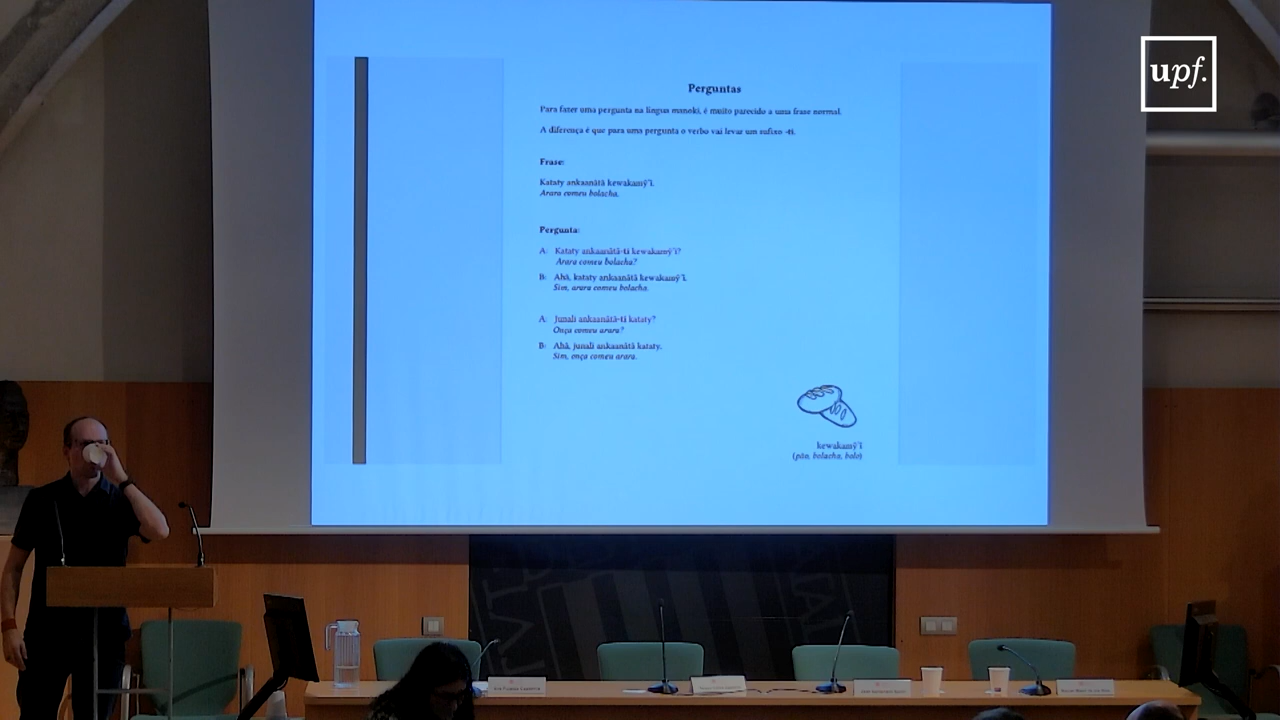 upf.
Perguntas
Para fazer uma pergunta na língua manoki, é muito parecido a uma frase normal.
A diferença é que para uma pergunta o verbo vai levar um sufixo -ti.
Frase:
Kataty ankaanãtã kewakamỹ'ĩ.
Arara comeu bolacha.
Pergunta:
A: Kataty ankaanãtã-ti kewakamỹ'ĩ?
Arara comeu bolacha?
B: Ahã, kataty ankaanãtã kewakamỹ'ĩ.
Sim, arara comeu bolacha.
A: Junali ankaanãtã-ti kataty?
Onça comeu arara?
B: Ahã, junali ankaanãtã kataty.
Sim, onça comeu arara.
kewakamỹ'ĩ
(pão, bolacha, bolo)